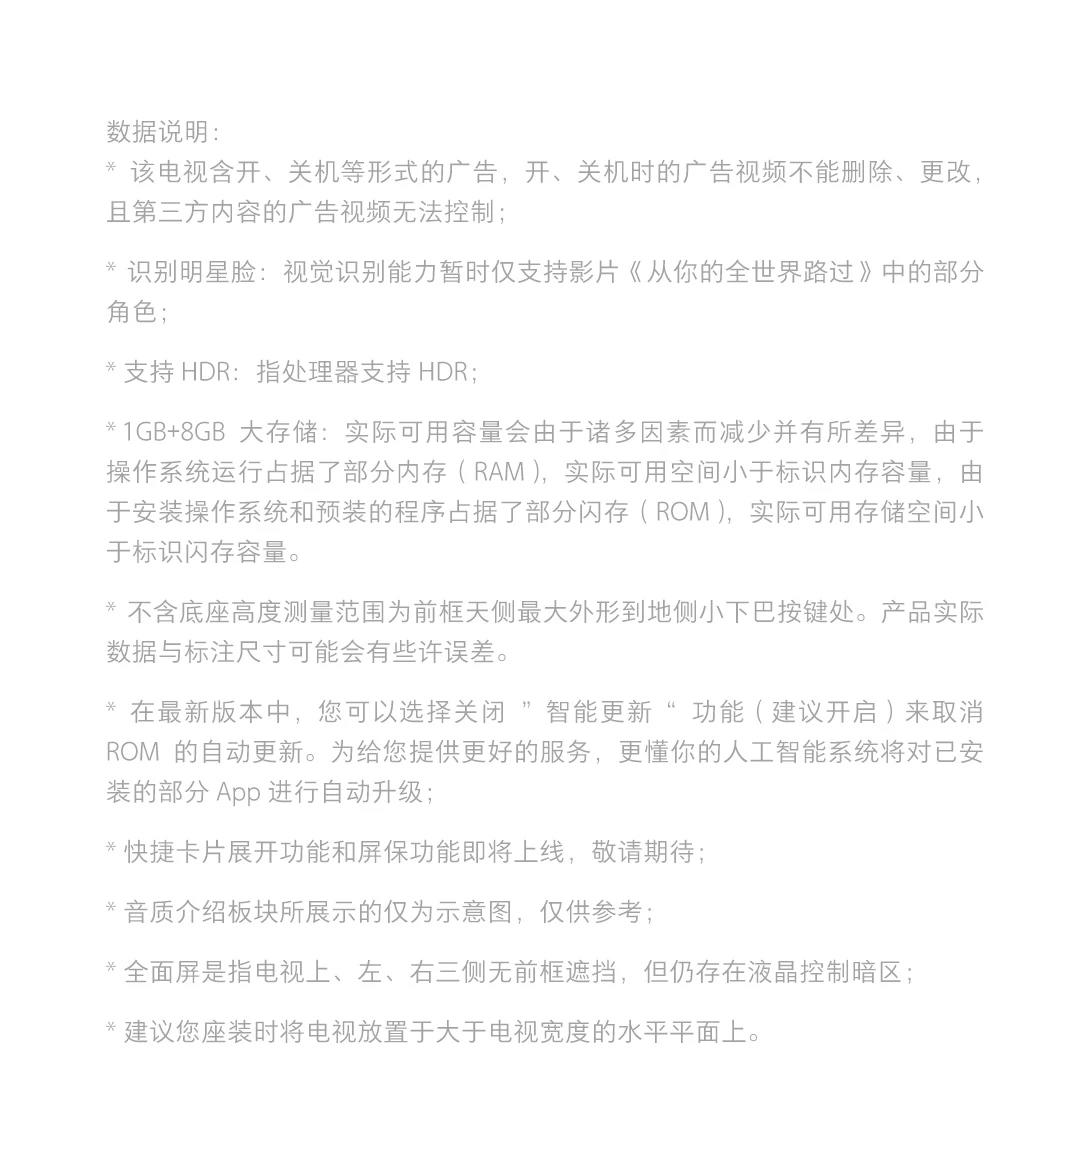 数据说明：
* 该电视含开、关机等形式的广告，开、关机时的广告视频不能删除、更改，
且第三方内容的广告视频无法控制；
* 识别明星脸：视觉识别能力暂时仅支持影片《从你的全世界路过》中的部分
角色；
* 支持 HDR：指处理器支持 HDR；
* 1GB+8GB 大存储：实际可用容量会由于诸多因素而减少并有所差异，由于
操作系统运行占据了部分内存（RAM），实际可用空间小于标识内存容量，由
于安装操作系统和预装的程序占据了部分闪存（ROM），实际可用存储空间小
于标识闪存容量。
* 不含底座高度测量范围为前框天侧最大外形到地侧小下巴按键处。产品实际
数据与标注尺寸可能会有些许误差。
* 在最新版本中，您可以选择关闭 ”智能更新“ 功能（建议开启）来取消
ROM 的自动更新。为给您提供更好的服务，更懂你的人工智能系统将对已安
装的部分 App 进行自动升级；
* 快捷卡片展开功能和屏保功能即将上线，敬请期待；
* 音质介绍板块所展示的仅为示意图，仅供参考；
* 全面屏是指电视上、左、右三侧无前框遮挡，但仍存在液晶控制暗区；
* 建议您座装时将电视放置于大于电视宽度的水平平面上。